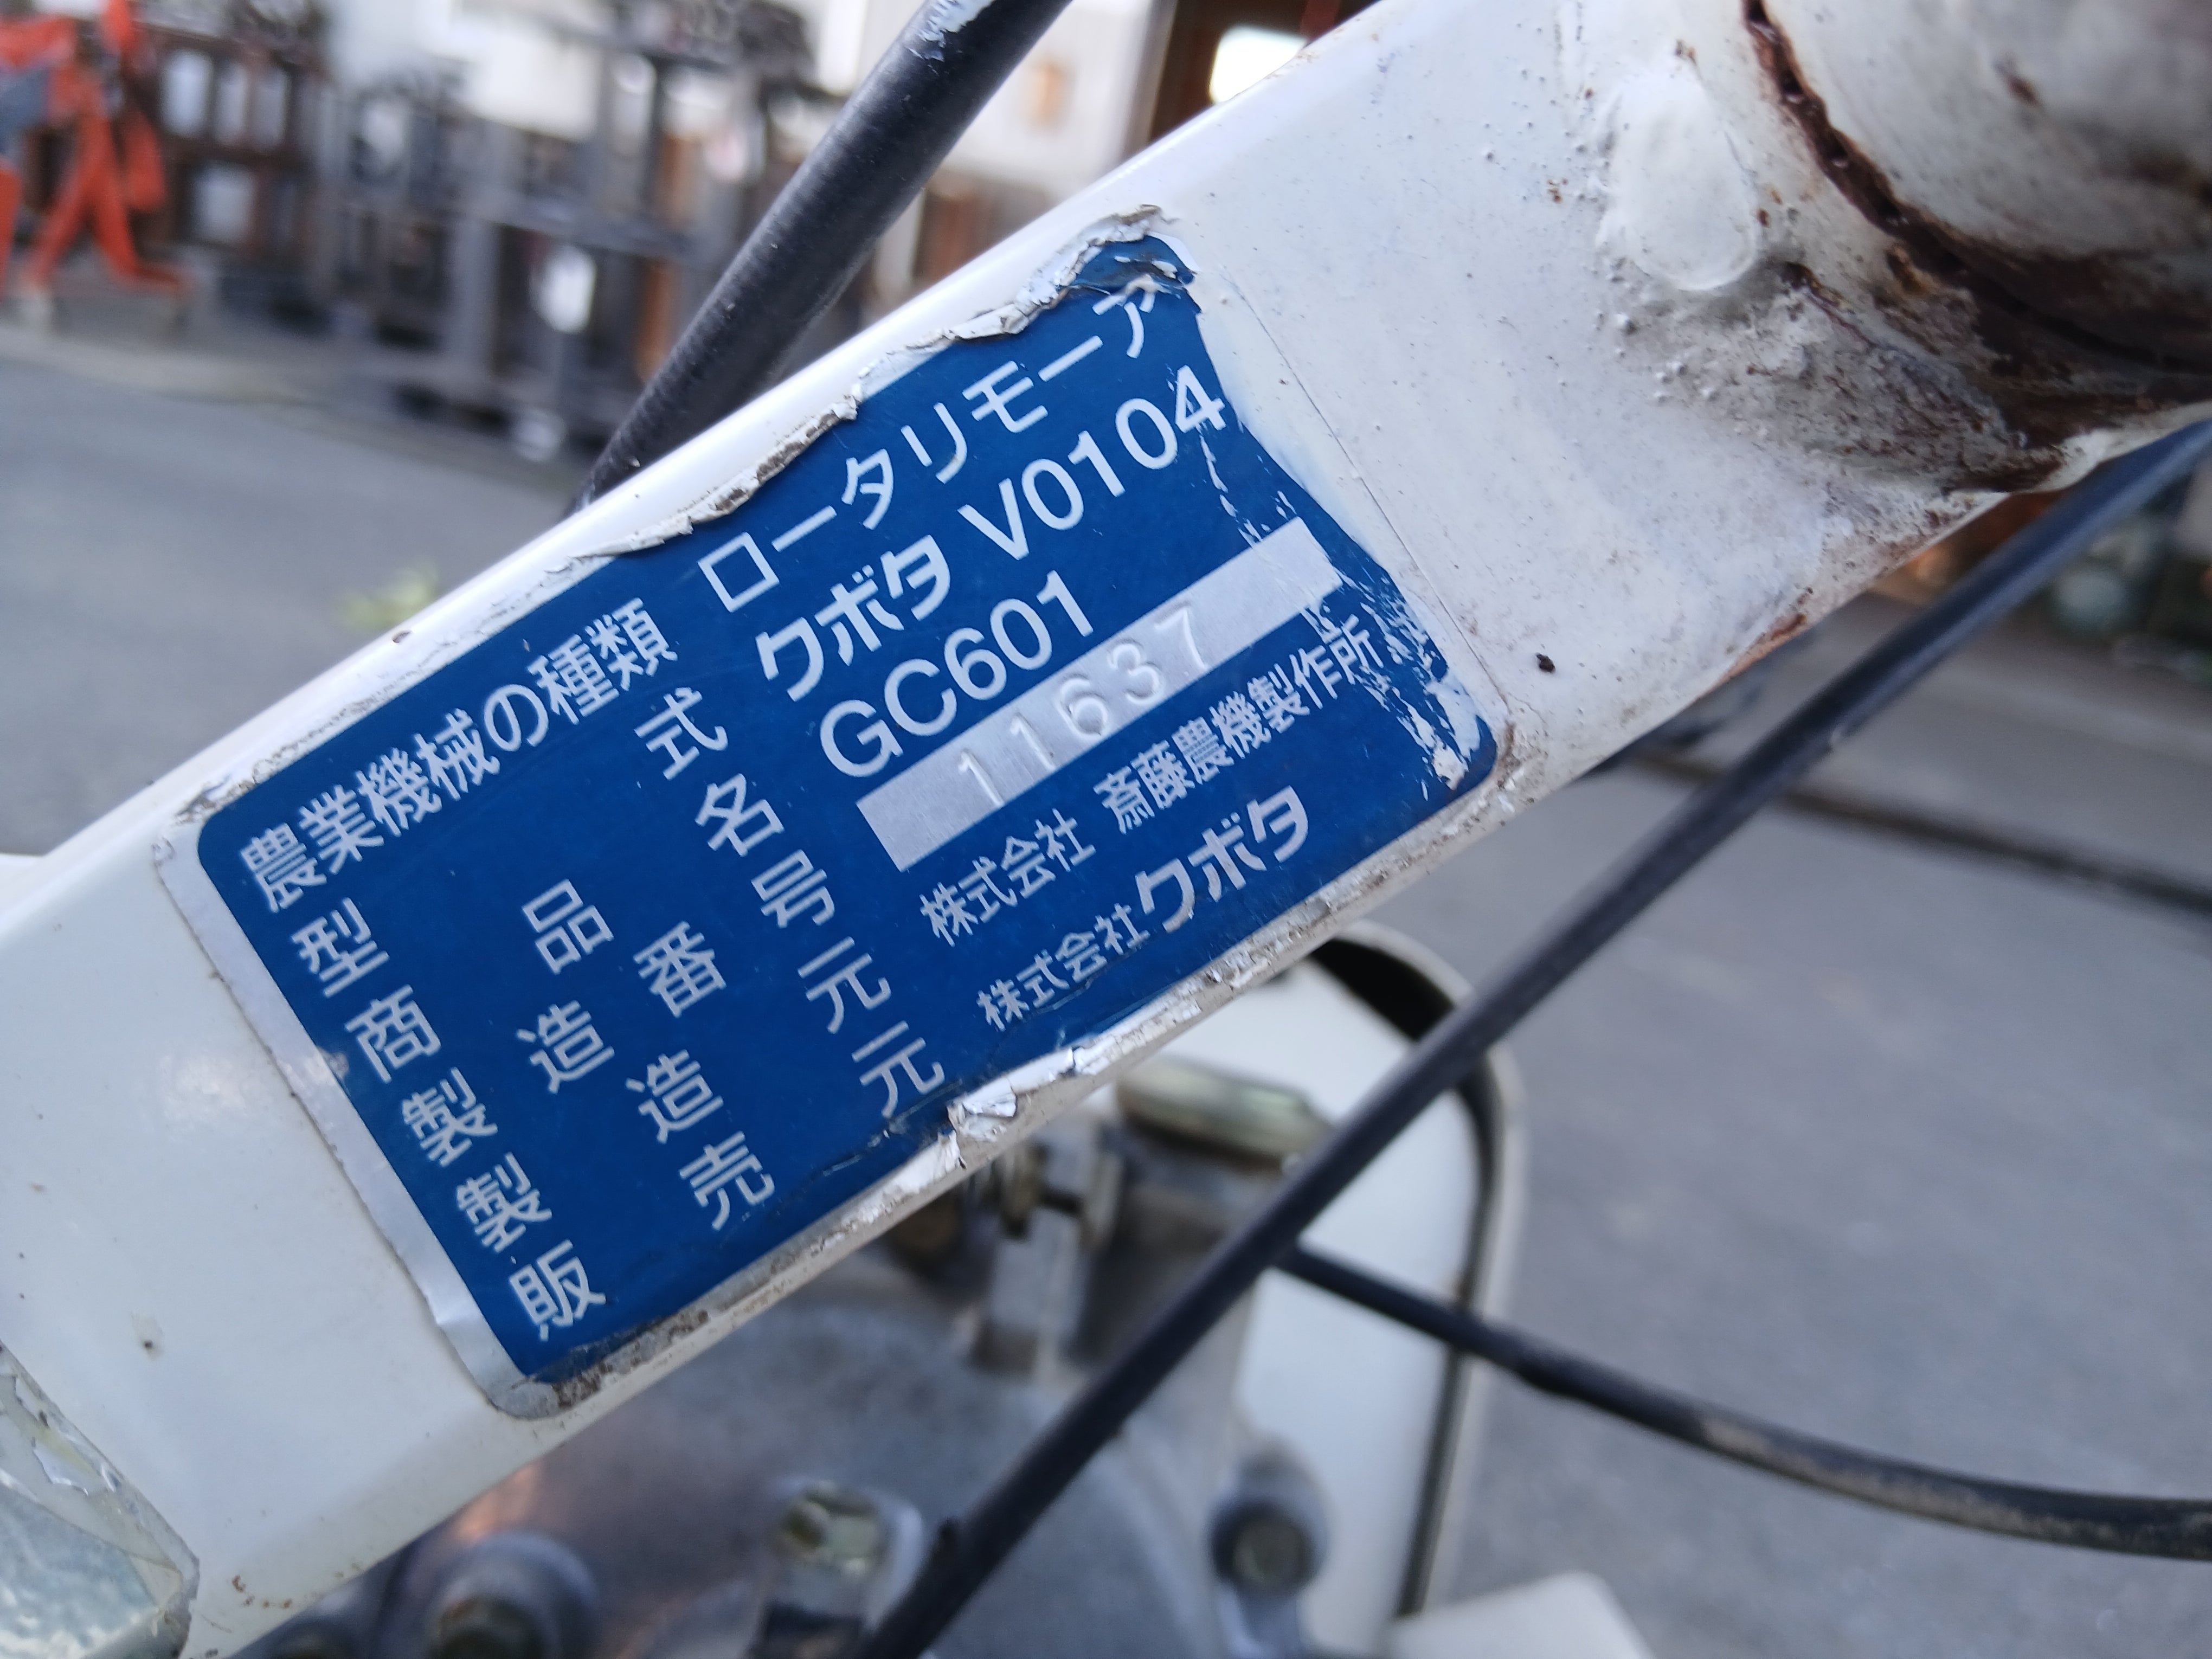 農業機械の種類 ロータリモーア
型式名 クボタ V0104
商品名 GC601
製造番号 11637
製造元 株式会社 斎藤農機製作所
販売元 株式会社クボタ